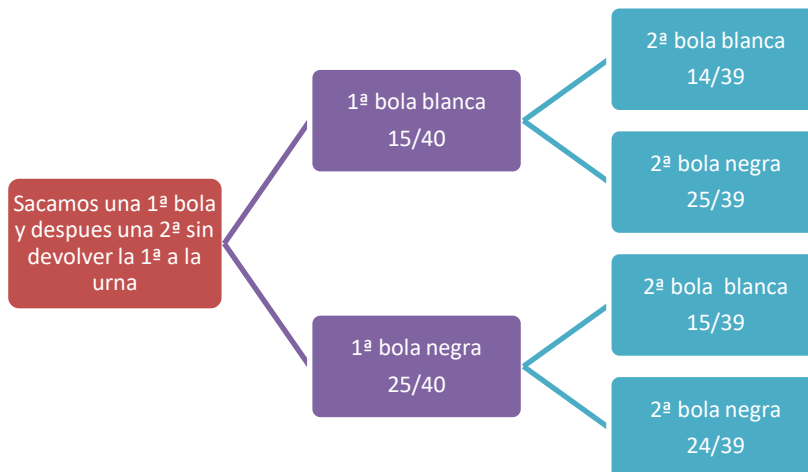 Sacamos una 1ª bola
y despues una 2ª sin
devolver la 1ª a la
urna
1ª bola blanca
15/40
1ª bola negra
25/40
2ª bola blanca
14/39
2ª bola negra
25/39
2ª bola blanca
15/39
2ª bola negra
24/39